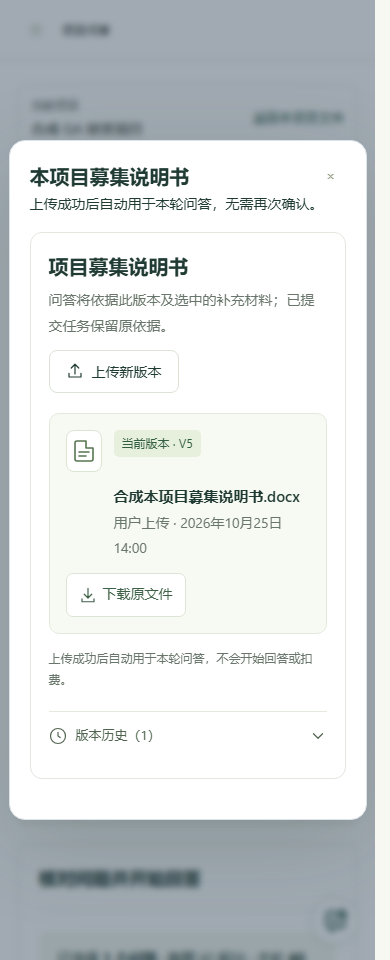 本项目募集说明书
×
上传成功后自动用于本轮问答，无需再次确认。
项目募集说明书
问答将依据此版本及选中的补充材料；已提
交任务保留原依据。
上传新版本
当前版本 · V5
合成本项目募集说明书.docx
用户上传 · 2026年10月25日
14:00
下载原文件
上传成功后自动用于本轮问答，不会开始回答或扣
费。
版本历史（1）